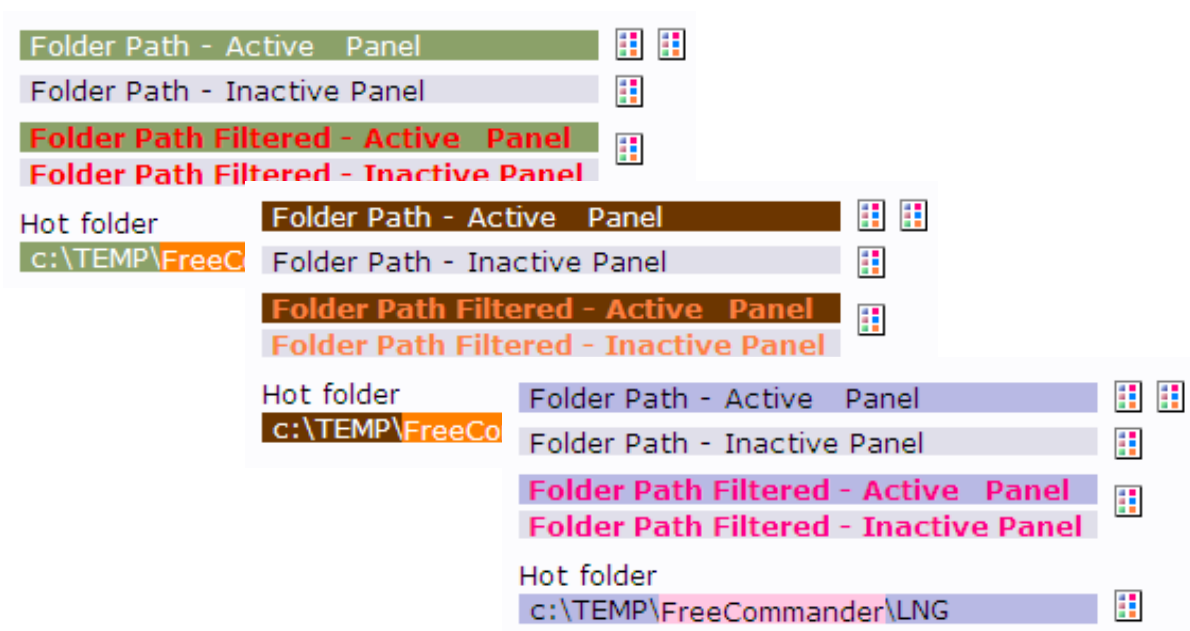 Folder Path - Active Panel
Folder Path - Inactive Panel
Folder Path Filtered - Active Panel
Folder Path Filtered - Inactive Panel
Hot folder
c:\TEMP\FreeC
Folder Path - Active Panel
Folder Path - Inactive Panel
Folder Path Filtered - Active Panel
Folder Path Filtered - Inactive Panel
Hot folder
c:\TEMP\FreeCo
Folder Path - Active Panel
Folder Path - Inactive Panel
Folder Path Filtered - Active Panel
Folder Path Filtered - Inactive Panel
Hot folder
c:\TEMP\FreeCommander\LNG